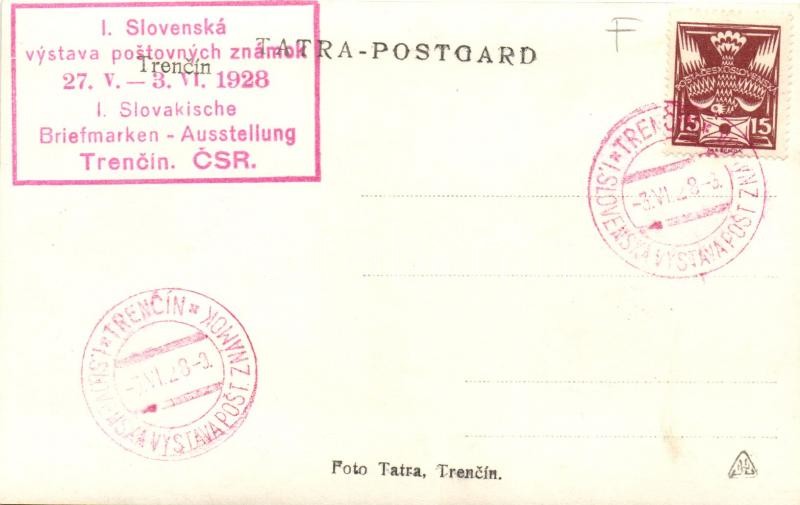 I. Slovenská
výstava poštovných známok
27. V. — 3. VI. 1928
I. Slovakische
Briefmarken - Ausstellung
Trenčín. ČSR.
Trenčín
TATRA-POSTCARD
F
POSTA ČESKOSLOVENSKÁ
15 15
* TRENČÍN *
I. SLOVENSKÁ VÝSTAVA POŠT. ZNÁMOK
-3.VI.28-3.
* TRENČÍN *
I. SLOVENSKÁ VÝSTAVA POŠT. ZNÁMOK
-3.VI.28-3.
Foto Tatra, Trenčín.